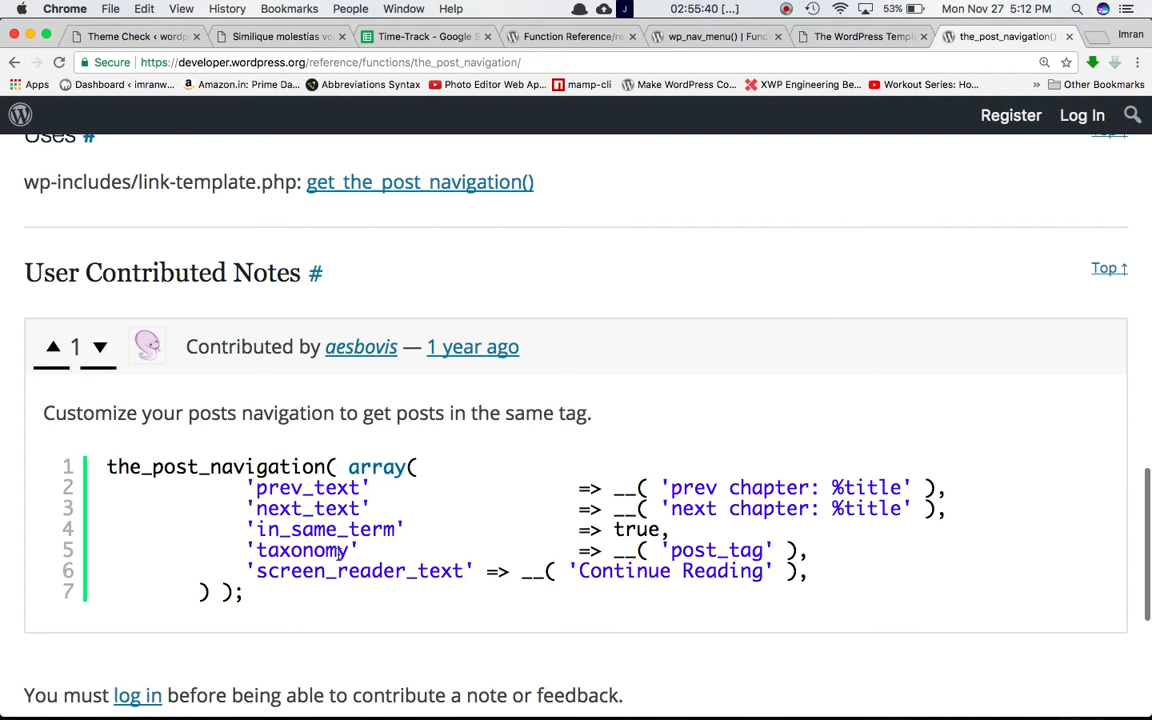 Chrome File Edit View History Bookmarks People Window Help 02:55:40 [...] 53% Mon Nov 27 5:12 PM
Theme Check ‹ wordp Similique molestias vo Time-Track - Google S Function Reference/re wp_nav_menu() | Func The WordPress Templ the_post_navigation() Imran
Secure https://developer.wordpress.org/reference/functions/the_post_navigation/
Apps Dashboard ‹ imranw... Amazon.in: Prime Da... Abbreviations Syntax Photo Editor Web Ap... mamp-cli Make WordPress Co... XWP Engineering Be... Workout Series: Ho... » Other Bookmarks
Register Log In
Uses # Top ↑
wp-includes/link-template.php: get_the_post_navigation()
User Contributed Notes # Top ↑
1 Contributed by aesbovis — 1 year ago
Customize your posts navigation to get posts in the same tag.
1 the_post_navigation( array(
2 'prev_text' => __( 'prev chapter: %title' ),
3 'next_text' => __( 'next chapter: %title' ),
4 'in_same_term' => true,
5 'taxonomy' => __( 'post_tag' ),
6 'screen_reader_text' => __( 'Continue Reading' ),
7 ) );
You must log in before being able to contribute a note or feedback.